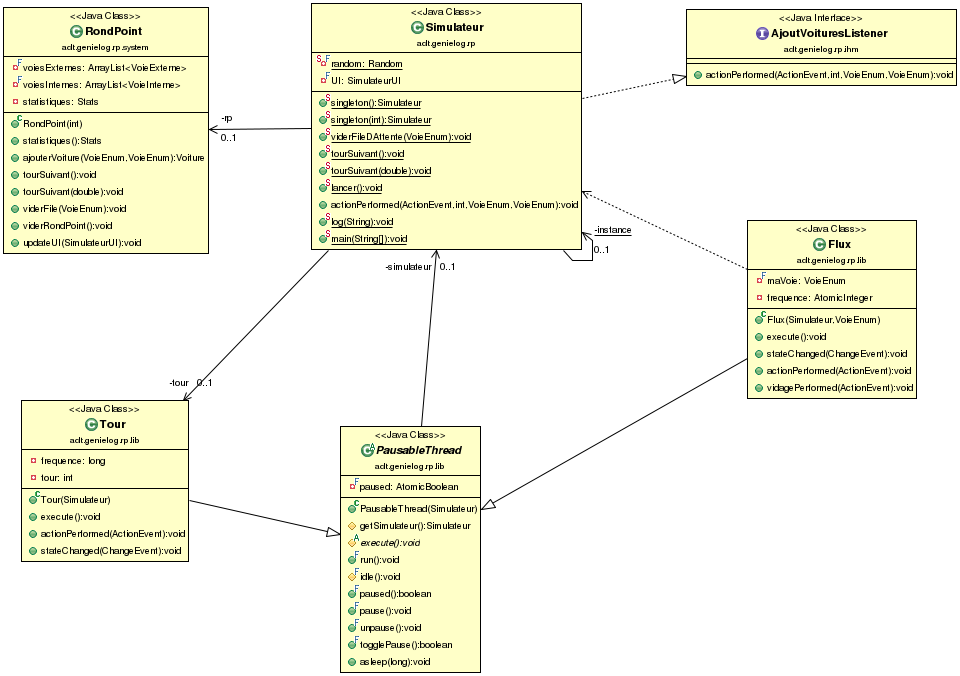 <<Java Class>>
RondPoint
adlt.genielog.rp.system
voiesExternes: ArrayList<VoieExterne>
voiesInternes: ArrayList<VoieInterne>
statistiques: Stats
RondPoint(int)
statistiques():Stats
ajouterVoiture(VoieEnum,VoieEnum):Voiture
tourSuivant():void
tourSuivant(double):void
viderFile(VoieEnum):void
viderRondPoint():void
updateUI(SimulateurUI):void
-rp
0..1
<<Java Class>>
Simulateur
adlt.genielog.rp
random: Random
UI: SimulateurUI
singleton():Simulateur
singleton(int):Simulateur
viderFileDAttente(VoieEnum):void
tourSuivant():void
tourSuivant(double):void
lancer():void
actionPerformed(ActionEvent,int,VoieEnum,VoieEnum):void
log(String):void
main(String[]):void
<<Java Interface>>
AjoutVoituresListener
adlt.genielog.rp.ihm
actionPerformed(ActionEvent,int,VoieEnum,VoieEnum):void
-instance
0..1
-simulateur 0..1
<<Java Class>>
Flux
adlt.genielog.rp.lib
maVoie: VoieEnum
frequence: AtomicInteger
Flux(Simulateur,VoieEnum)
execute():void
stateChanged(ChangeEvent):void
actionPerformed(ActionEvent):void
vidagePerformed(ActionEvent):void
-tour 0..1
<<Java Class>>
Tour
adlt.genielog.rp.lib
frequence: long
tour: int
Tour(Simulateur)
execute():void
actionPerformed(ActionEvent):void
stateChanged(ChangeEvent):void
<<Java Class>>
PausableThread
adlt.genielog.rp.lib
paused: AtomicBoolean
PausableThread(Simulateur)
getSimulateur():Simulateur
execute():void
run():void
idle():void
paused():boolean
pause():void
unpause():void
togglePause():boolean
asleep(long):void